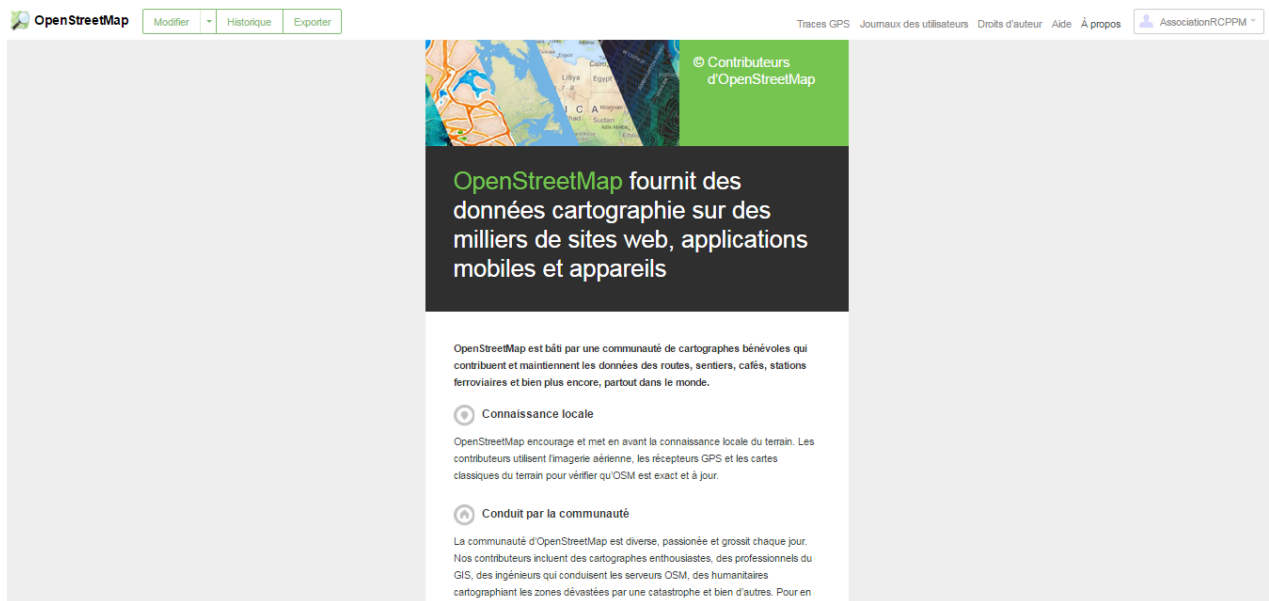 OpenStreetMap Modifier Historique Exporter Traces GPS Journaux des utilisateurs Droits d'auteur Aide À propos AssociationRCPPM
© Contributeurs
d'OpenStreetMap
Cairo
Libya Egypt
I C A
Chad Sudan
OpenStreetMap fournit des
données cartographie sur des
milliers de sites web, applications
mobiles et appareils
OpenStreetMap est bâti par une communauté de cartographes bénévoles qui
contribuent et maintiennent les données des routes, sentiers, cafés, stations
ferroviaires et bien plus encore, partout dans le monde.
Connaissance locale
OpenStreetMap encourage et met en avant la connaissance locale du terrain. Les
contributeurs utilisent l'imagerie aérienne, les récepteurs GPS et les cartes
classiques du terrain pour vérifier qu'OSM est exact et à jour.
Conduit par la communauté
La communauté d'OpenStreetMap est diverse, passionée et grossit chaque jour.
Nos contributeurs incluent des cartographes enthousiastes, des professionnels du
GIS, des ingénieurs qui conduisent les serveurs OSM, des humanitaires
cartographiant les zones dévastées par une catastrophe et bien d'autres. Pour en